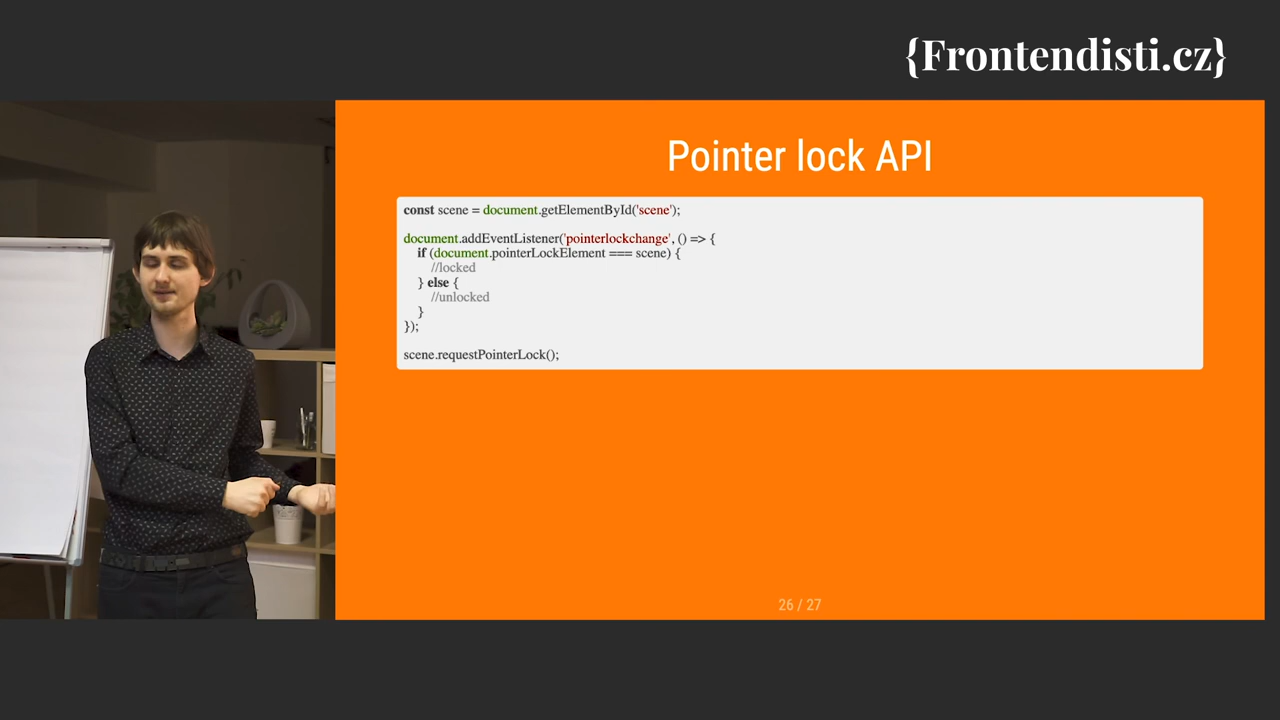 {Frontendisti.cz}
Pointer lock API
const scene = document.getElementById('scene');
document.addEventListener('pointerlockchange', () => {
if (document.pointerLockElement === scene) {
//locked
} else {
//unlocked
}
});
scene.requestPointerLock();
26 / 27